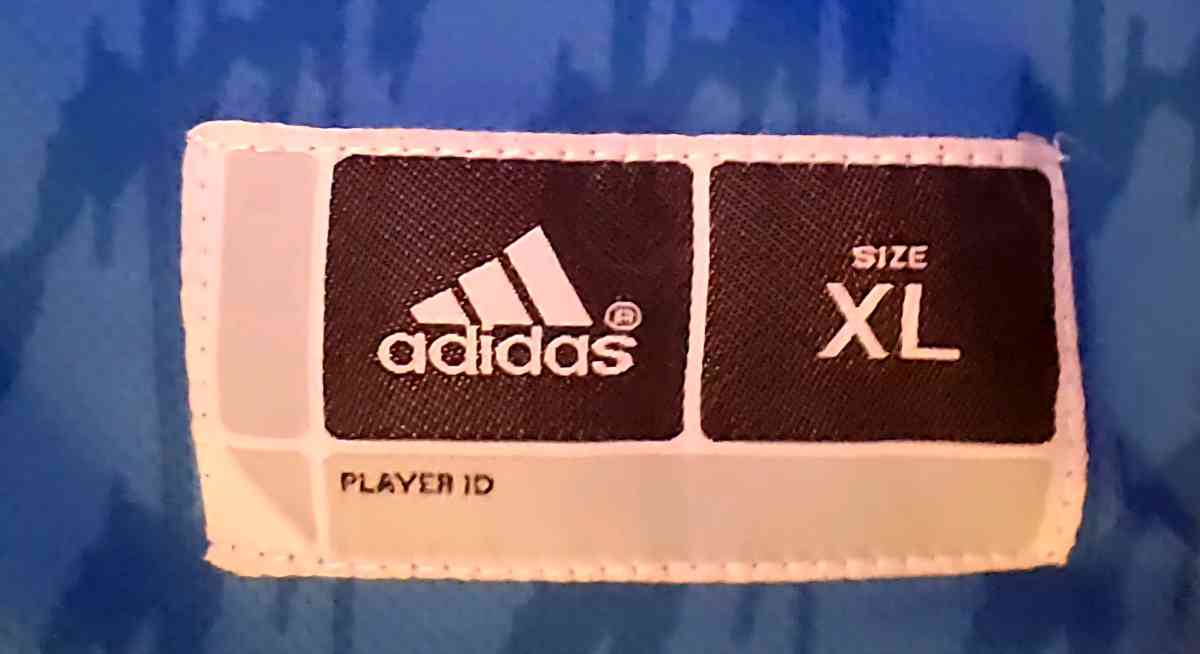 adidas®
SIZE
XL
PLAYER ID